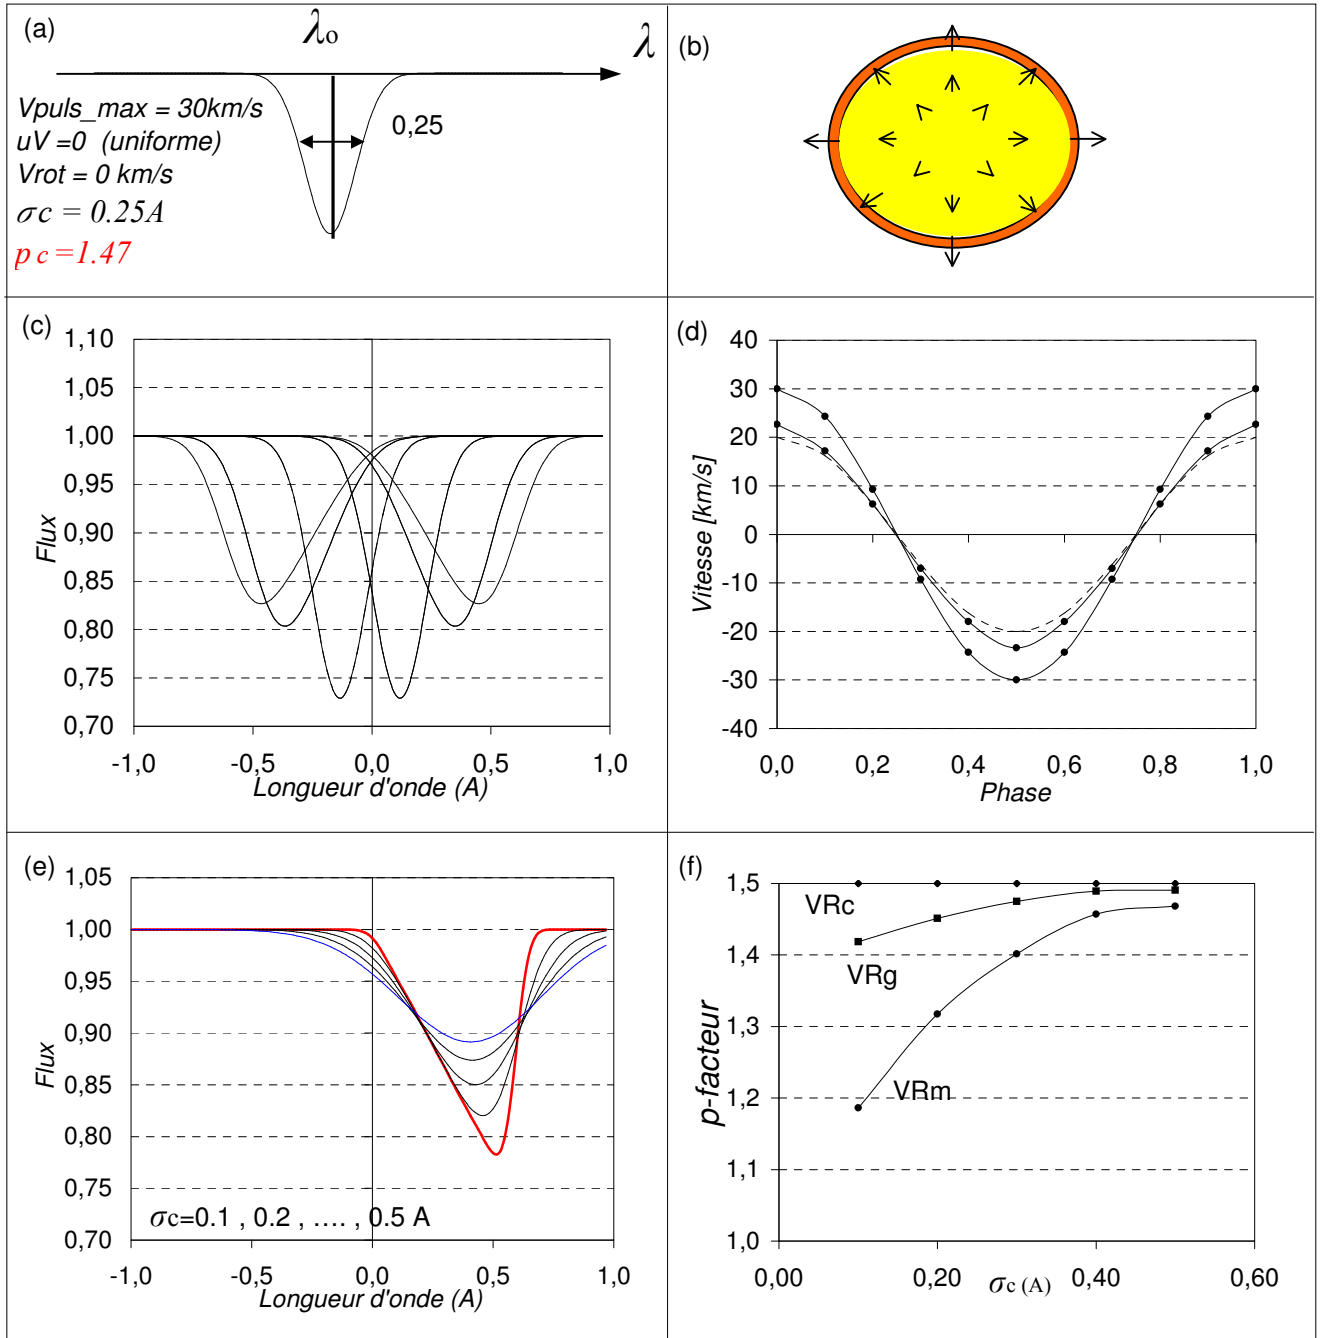 (a)
λo
λ
Vpuls_max = 30km/s
uV =0 (uniforme)
Vrot = 0 km/s
σc = 0.25A
p c =1.47
0,25
(b)
(c)
1,10
1,05
1,00
0,95
0,90
0,85
0,80
0,75
0,70
Flux
-1,0
-0,5
0,0
0,5
1,0
Longueur d'onde (A)
(d)
40
30
20
10
0
-10
-20
-30
-40
Vitesse [km/s]
0,0
0,2
0,4
0,6
0,8
1,0
Phase
(e)
1,05
1,00
0,95
0,90
0,85
0,80
0,75
0,70
Flux
σc=0.1 , 0.2 , .... , 0.5 A
-1,0
-0,5
0,0
0,5
1,0
Longueur d'onde (A)
(f)
1,5
1,4
1,3
1,2
1,1
1,0
p-facteur
VRc
VRg
VRm
0,00
0,20
0,40
0,60
σc (A)